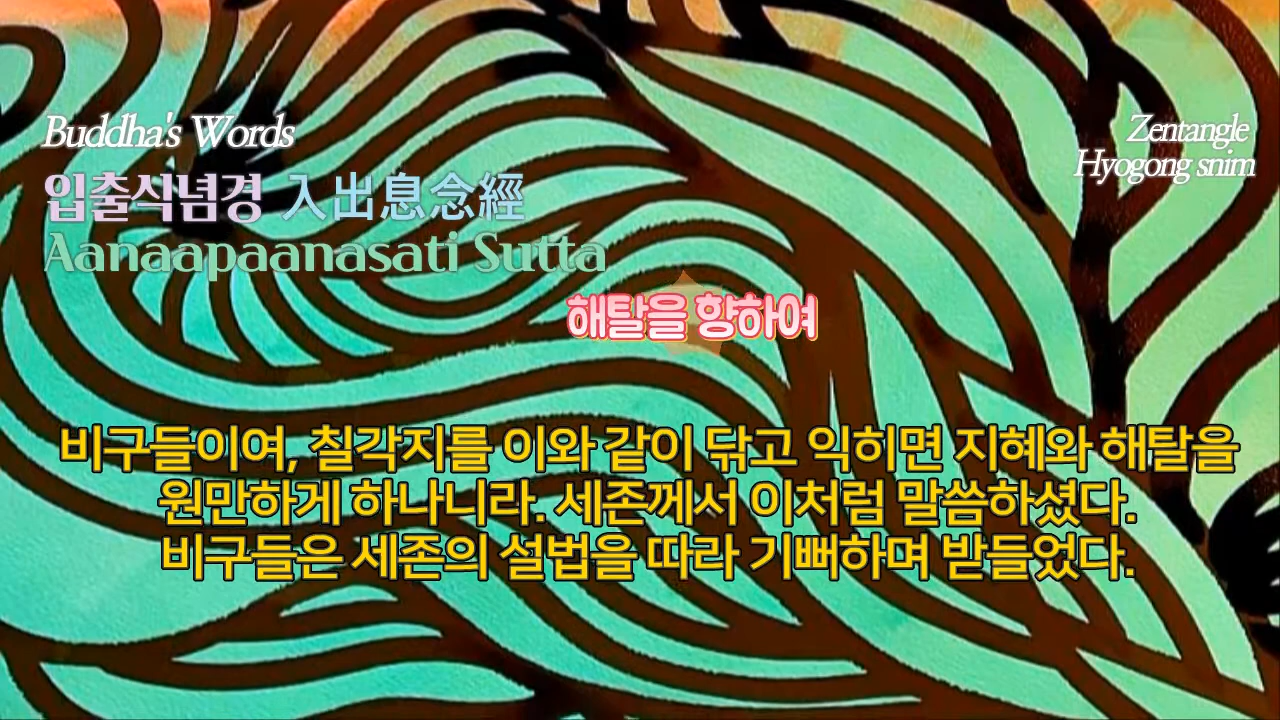 Buddha's Words
Zentangle
Hyogong snim
입출식념경 入出息念經
Aanaapaanasati Sutta
해탈을 향하여
비구들이여, 칠각지를 이와 같이 닦고 익히면 지혜와 해탈을
원만하게 하나니라. 세존께서 이처럼 말씀하셨다.
비구들은 세존의 설법을 따라 기뻐하며 받들었다.